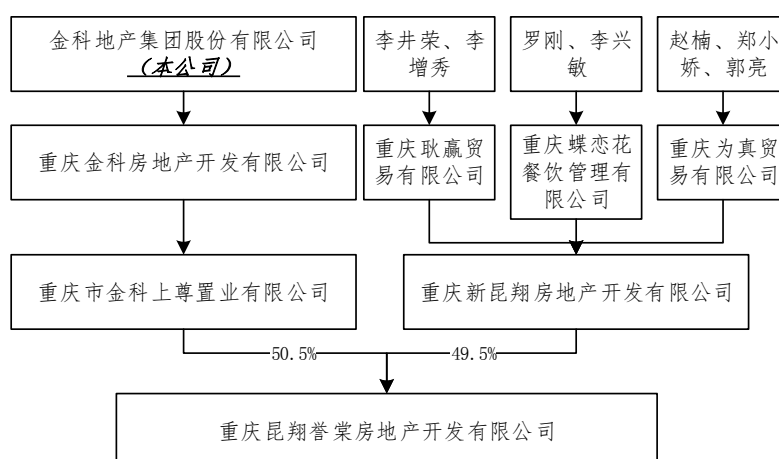 金科地产集团股份有限公司
（本公司）
李井荣、李
增秀
罗刚、李兴
敏
赵楠、郑小
娇、郭亮
重庆金科房地产开发有限公司
重庆耿赢贸
易有限公司
重庆蝶恋花
餐饮管理有
限公司
重庆为真贸
易有限公司
重庆市金科上尊置业有限公司
重庆新昆翔房地产开发有限公司
50.5%
49.5%
重庆昆翔誉棠房地产开发有限公司